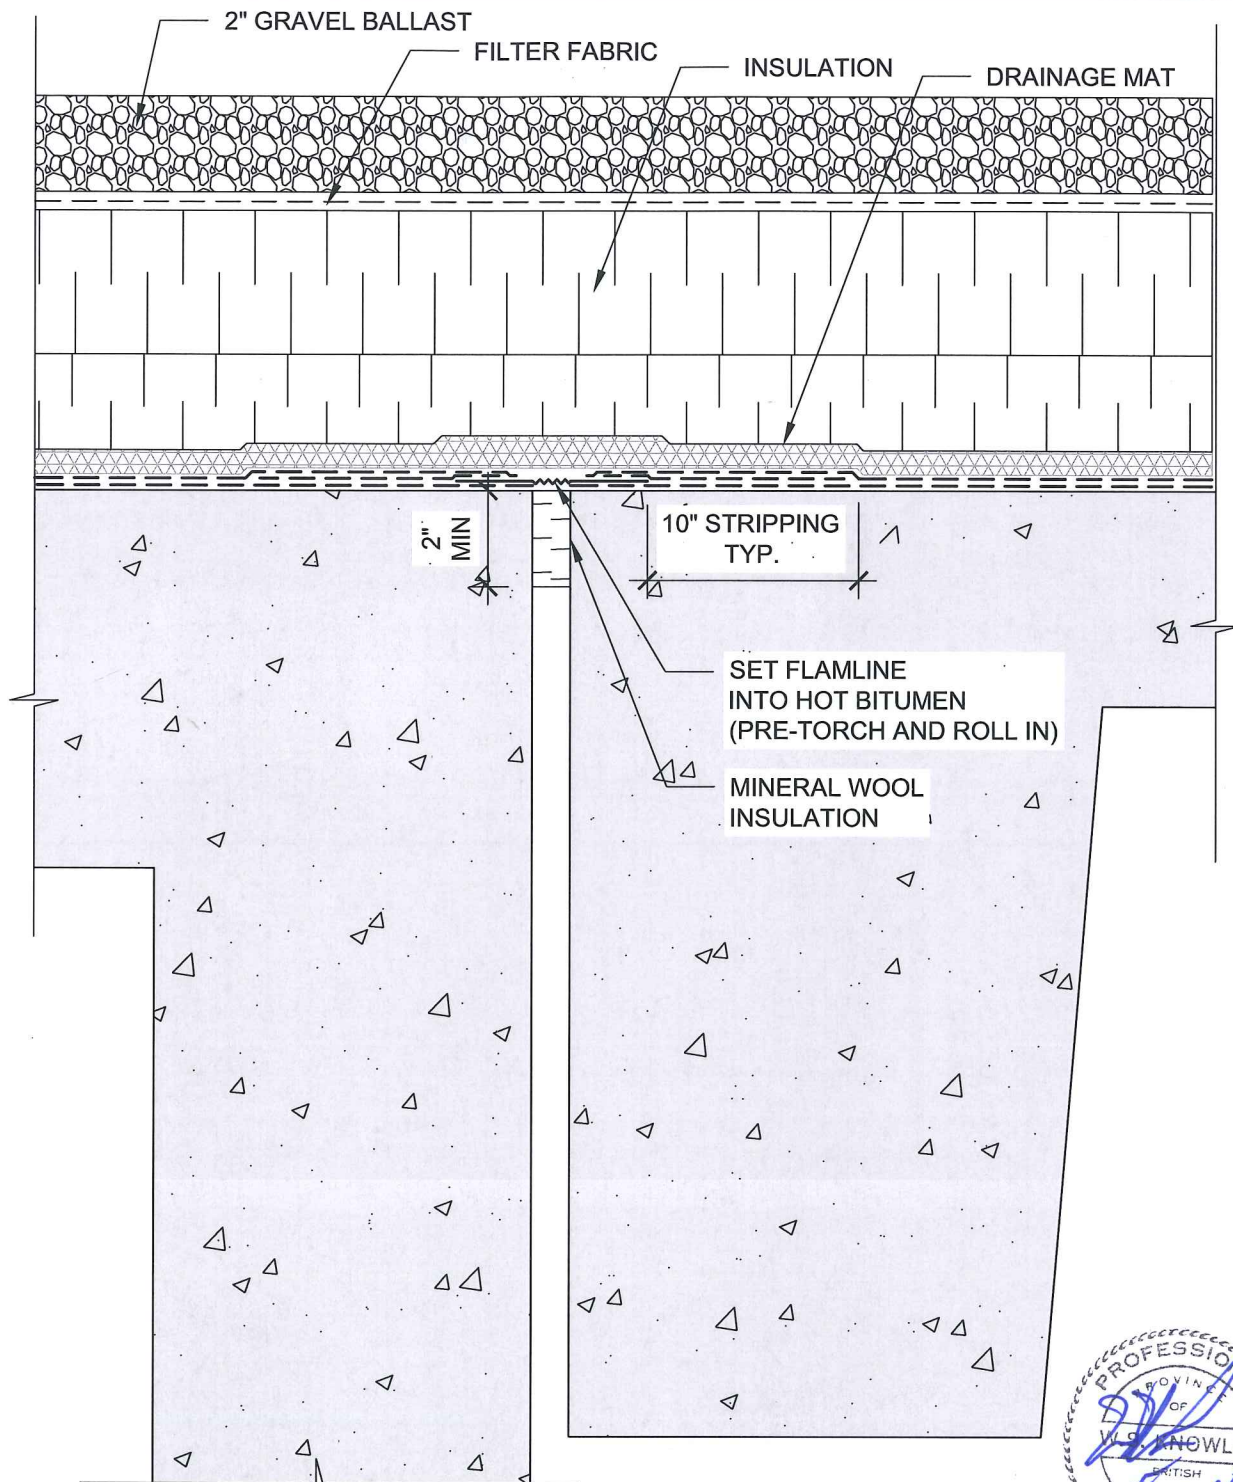 2" GRAVEL BALLAST
FILTER FABRIC
INSULATION
DRAINAGE MAT
2"
MIN
10" STRIPPING
TYP.
SET FLAMLINE
INTO HOT BITUMEN
(PRE-TORCH AND ROLL IN)
MINERAL WOOL
INSULATION
PROFESSIO
PROVINCE
OF
W.S. KNOWL
BRITISH